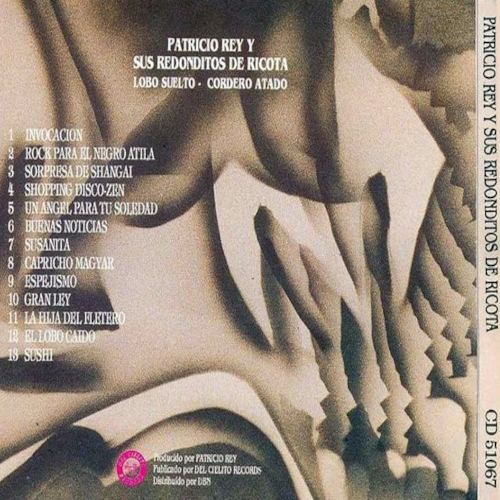 PATRICIO REY Y
SUS REDONDITOS DE RICOTA
LOBO SUELTO - CORDERO ATADO
1 INVOCACION
2 ROCK PARA EL NEGRO ATILA
3 SORPRESA DE SHANGAI
4 SHOPPING DISCO-ZEN
5 UN ANGEL PARA TU SOLEDAD
6 BUENAS NOTICIAS
7 SUSANITA
8 CAPRICHO MAGYAR
9 ESPEJISMO
10 GRAN LEY
11 LA HIJA DEL FLETERO
12 EL LOBO CAIDO
13 SUSHI
Producido por PATRICIO REY
Publicado por DEL CIELITO RECORDS
Distribuído por DBN
PATRICIO REY Y SUS REDONDITOS DE RICOTA CD 51067